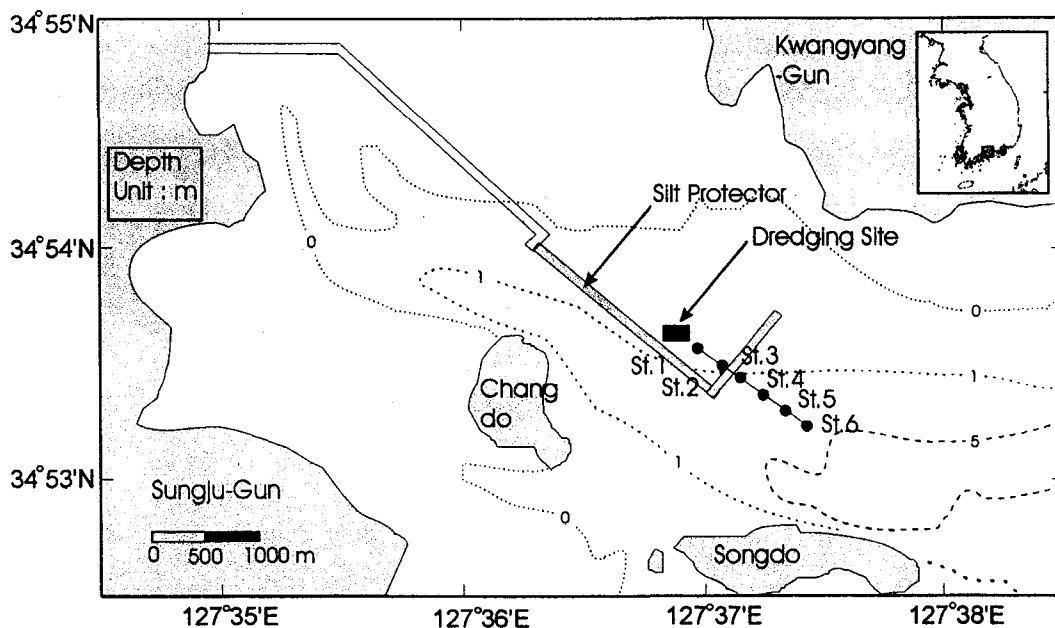 34°55'N
Kwangyang
-Gun
Depth
Unit : m
Silt Protector
Dredging Site
0
34°54'N
1
0
St.1
St.2
St.3
1
St.4
St.5
St.6
Chang
do
5
1
34°53'N
Sungju-Gun
0
0 500 1000 m
Songdo
127°35'E 127°36'E 127°37'E 127°38'E